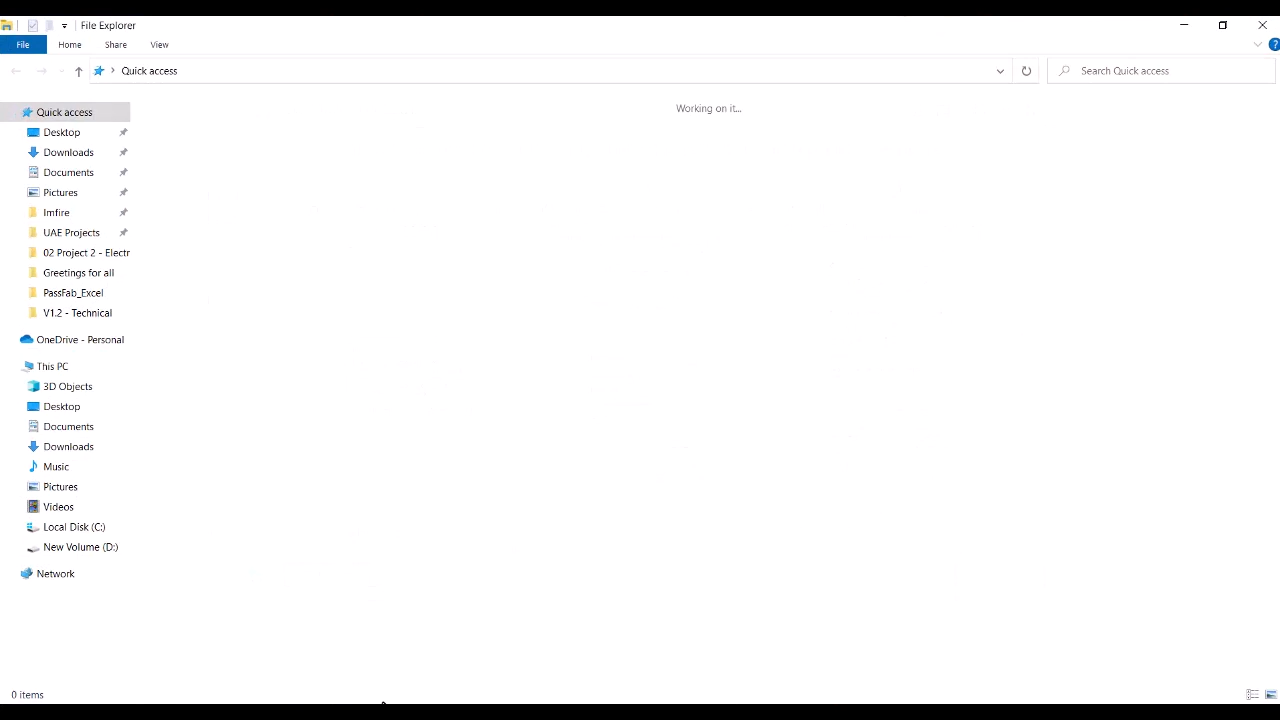 File Explorer
File Home Share View
Quick access Search Quick access
Working on it...
Quick access
Desktop
Downloads
Documents
Pictures
Imfire
UAE Projects
02 Project 2 - Electr
Greetings for all
PassFab_Excel
V1.2 - Technical
OneDrive - Personal
This PC
3D Objects
Desktop
Documents
Downloads
Music
Pictures
Videos
Local Disk (C:)
New Volume (D:)
Network
0 items